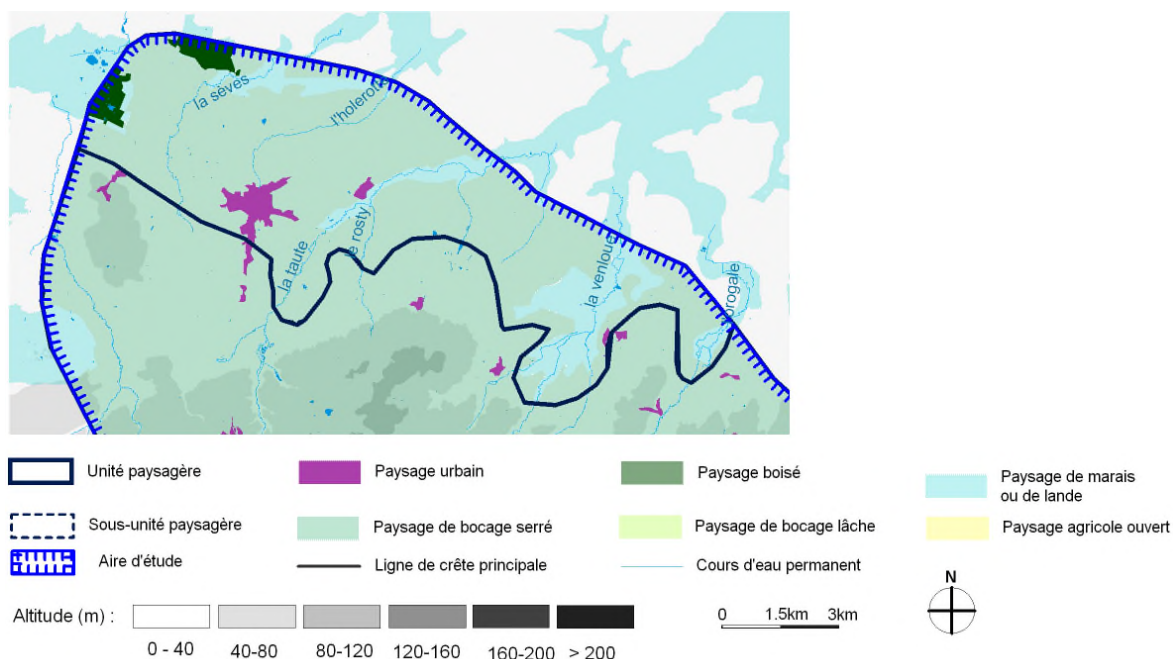 la sèves
l'holerotte
le rosty
la taute
la venloue
Unité paysagère
Paysage urbain
Paysage boisé
Paysage de marais
ou de lande
Sous-unité paysagère
Paysage de bocage serré
Paysage de bocage lâche
Paysage agricole ouvert
Aire d'étude
Ligne de crête principale
Cours d'eau permanent
N
Altitude (m) :
0 1.5km 3km
0 - 40 40-80 80-120 120-160 160-200 > 200